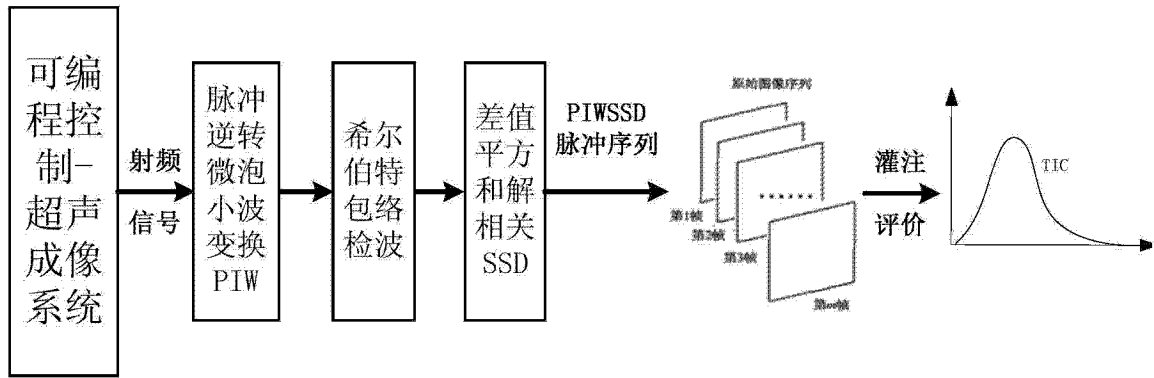 可编
程控
制-
超声
成像
系统
射频
信号
脉冲
逆转
微泡
小波
变换
PIW
希尔
伯特
包络
检波
差值
平方
和解
相关
SSD
PIWSSD
脉冲序列
原始图像序列
第1帧
第2帧
第3帧
......
第m帧
灌注
评价
TIC